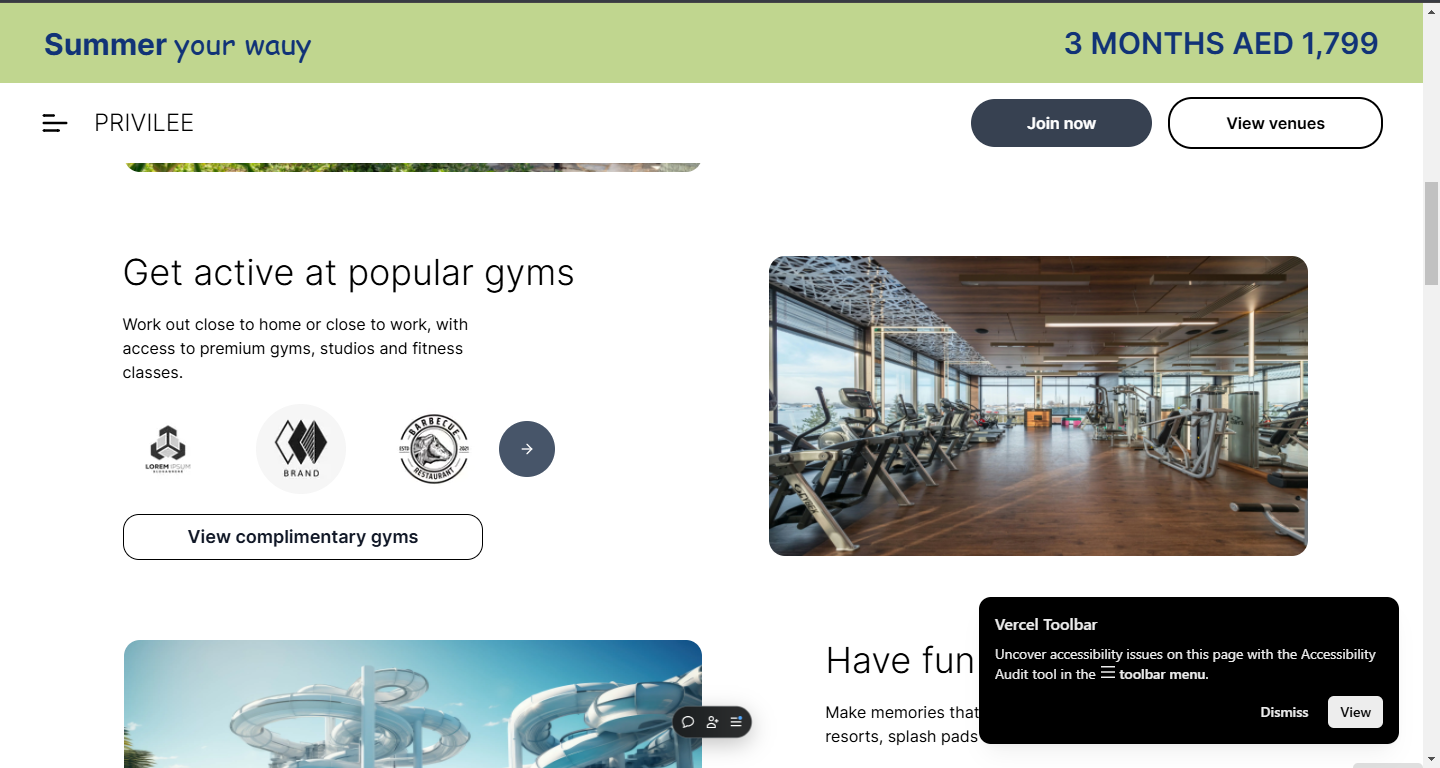 Summer your wauy
3 MONTHS AED 1,799
PRIVILEE
Join now
View venues
Get active at popular gyms
Work out close to home or close to work, with
access to premium gyms, studios and fitness
classes.
LOREM IPSUM
BRAND
BARBECUE
ESTD 2021
RESTAURANT
View complimentary gyms
Have fun
Make memories that
resorts, splash pads
Vercel Toolbar
Uncover accessibility issues on this page with the Accessibility
Audit tool in the toolbar menu.
Dismiss
View